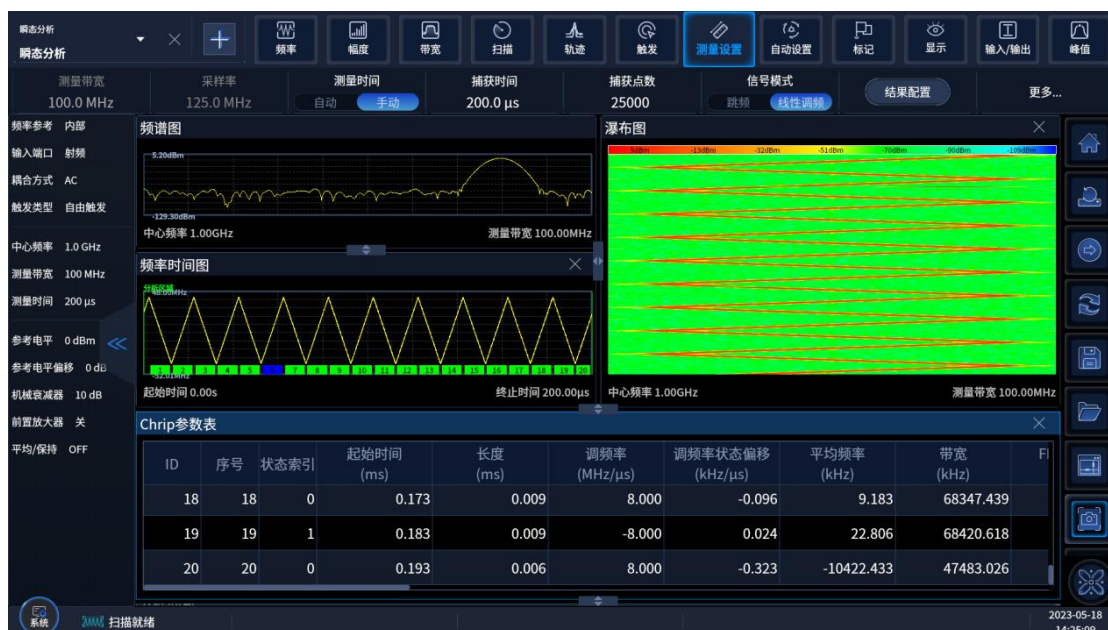 瞬态分析
瞬态分析
频率
幅度
带宽
扫描
轨迹
触发
测量设置
自动设置
标记
显示
输入/输出
峰值
测量带宽
100.0 MHz
采样率
125.0 MHz
测量时间
自动 手动
捕获时间
200.0 μs
捕获点数
25000
信号模式
跳频 线性调频
结果配置
更多...
频率参考 内部
输入端口 射频
耦合方式 AC
触发类型 自由触发
中心频率 1.0 GHz
测量带宽 100 MHz
测量时间 200 μs
参考电平 0 dBm
参考电平偏移 0 dB
机械衰减器 10 dB
前置放大器 关
平均/保持 OFF
频谱图
5.20dBm
-129.30dBm
中心频率 1.00GHz 测量带宽 100.00MHz
频率时间图
分析区域
48.00MHz
1 2 3 4 5 6 7 8 9 10 11 12 13 14 15 16 17 18 19 20
-52.01MHz
起始时间 0.00s 终止时间 200.00μs
瀑布图
5dBm -13dBm -32dBm -51dBm -70dBm -90dBm -109dBm
中心频率 1.00GHz 测量带宽 100.00MHz
Chrip参数表
ID 序号 状态索引 起始时间 (ms) 长度 (ms) 调频率 (MHz/μs) 调频率状态偏移 (kHz/μs) 平均频率 (kHz) 带宽 (kHz)
18 18 0 0.173 0.009 8.000 -0.096 9.183 68347.439
19 19 1 0.183 0.009 -8.000 0.024 22.806 68420.618
20 20 0 0.193 0.006 8.000 -0.323 -10422.433 47483.026
系统
扫描就绪
2023-05-18
14:25:09